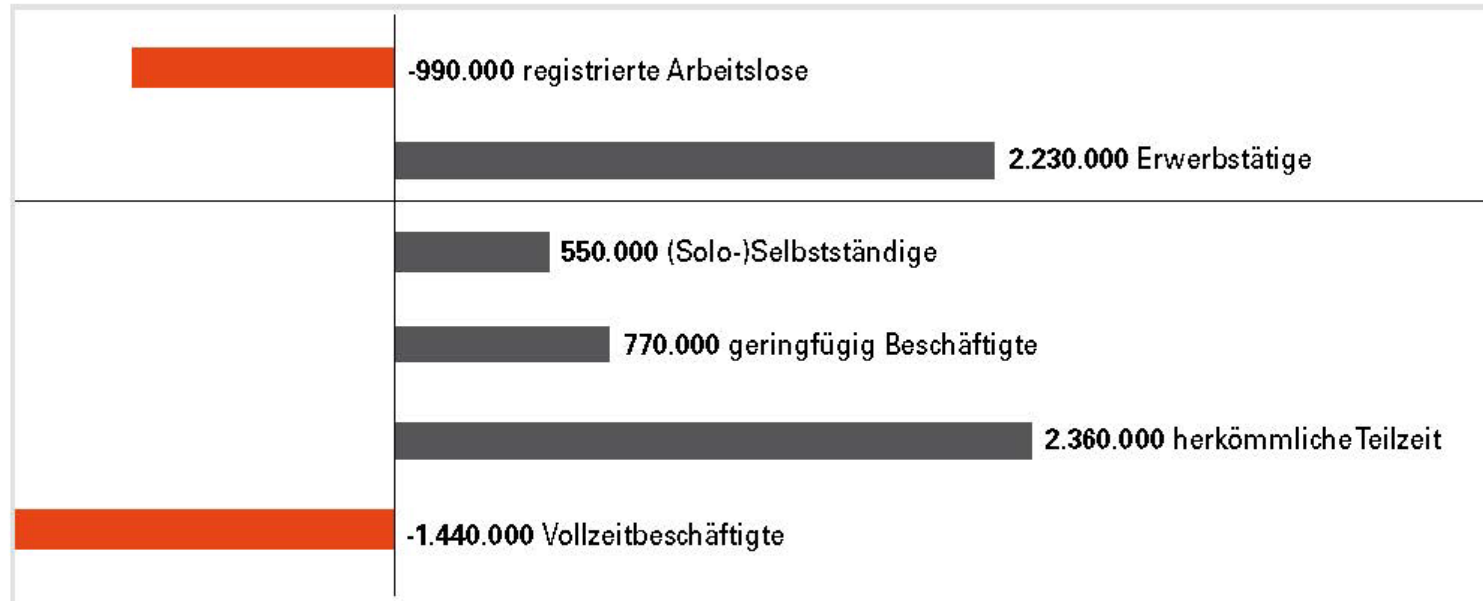 -990.000 registrierte Arbeitslose
2.230.000 Erwerbstätige
550.000 (Solo-)Selbstständige
770.000 geringfügig Beschäftigte
2.360.000 herkömmliche Teilzeit
-1.440.000 Vollzeitbeschäftigte